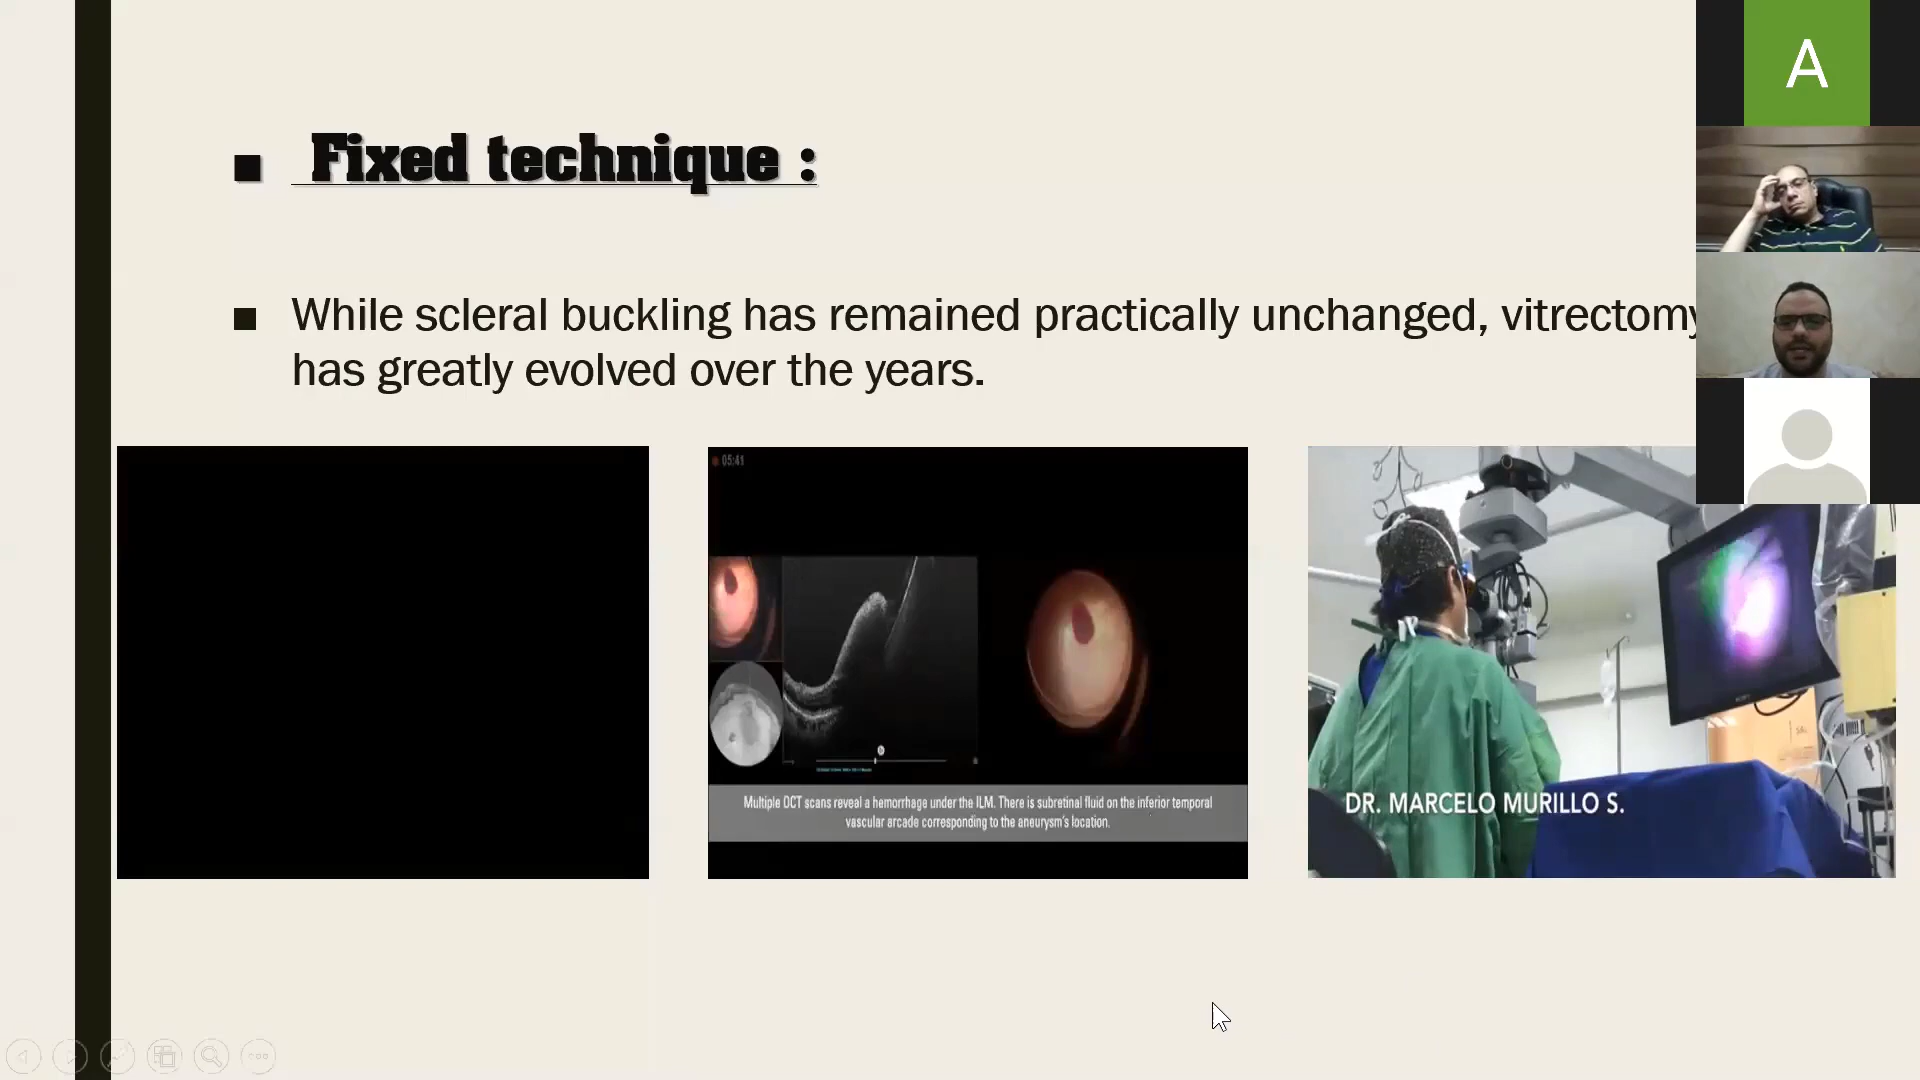 A
Fixed technique :
While scleral buckling has remained practically unchanged, vitrectomy
has greatly evolved over the years.
05:41
Multiple OCT scans reveal a hemorrhage under the ILM. There is subretinal fluid on the inferior temporal
vascular arcade corresponding to the aneurysm's location.
DR. MARCELO MURILLO S.